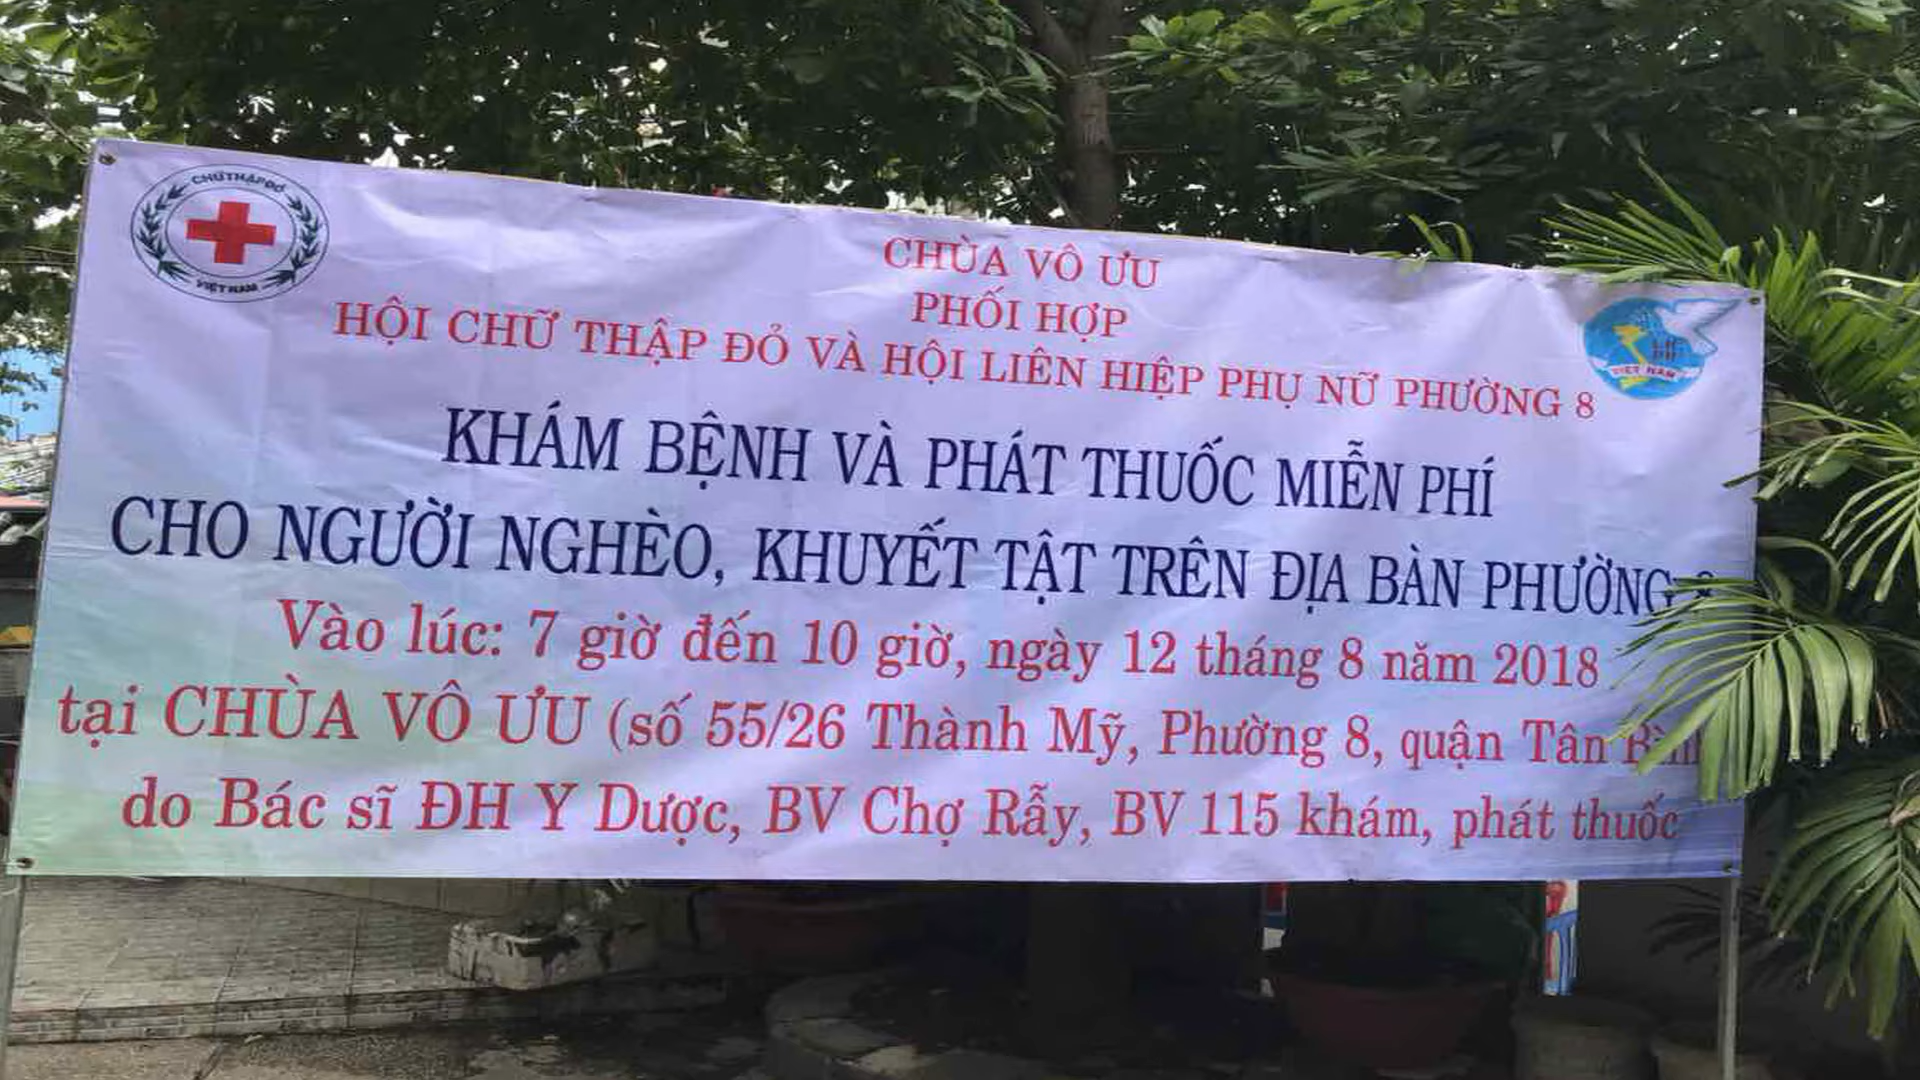 CHỮ THẬP ĐỎ
VIỆT NAM
CHÙA VÔ ƯU
PHỐI HỢP
HỘI CHỮ THẬP ĐỎ VÀ HỘI LIÊN HIỆP PHỤ NỮ PHƯỜNG 8
VIỆT NAM
KHÁM BỆNH VÀ PHÁT THUỐC MIỄN PHÍ
CHO NGƯỜI NGHÈO, KHUYẾT TẬT TRÊN ĐỊA BÀN PHƯỜNG
Vào lúc: 7 giờ đến 10 giờ, ngày 12 tháng 8 năm 2018
tại CHÙA VÔ ƯU (số 55/26 Thành Mỹ, Phường 8, quận Tân Bình
do Bác sĩ ĐH Y Dược, BV Chợ Rẫy, BV 115 khám, phát thuốc